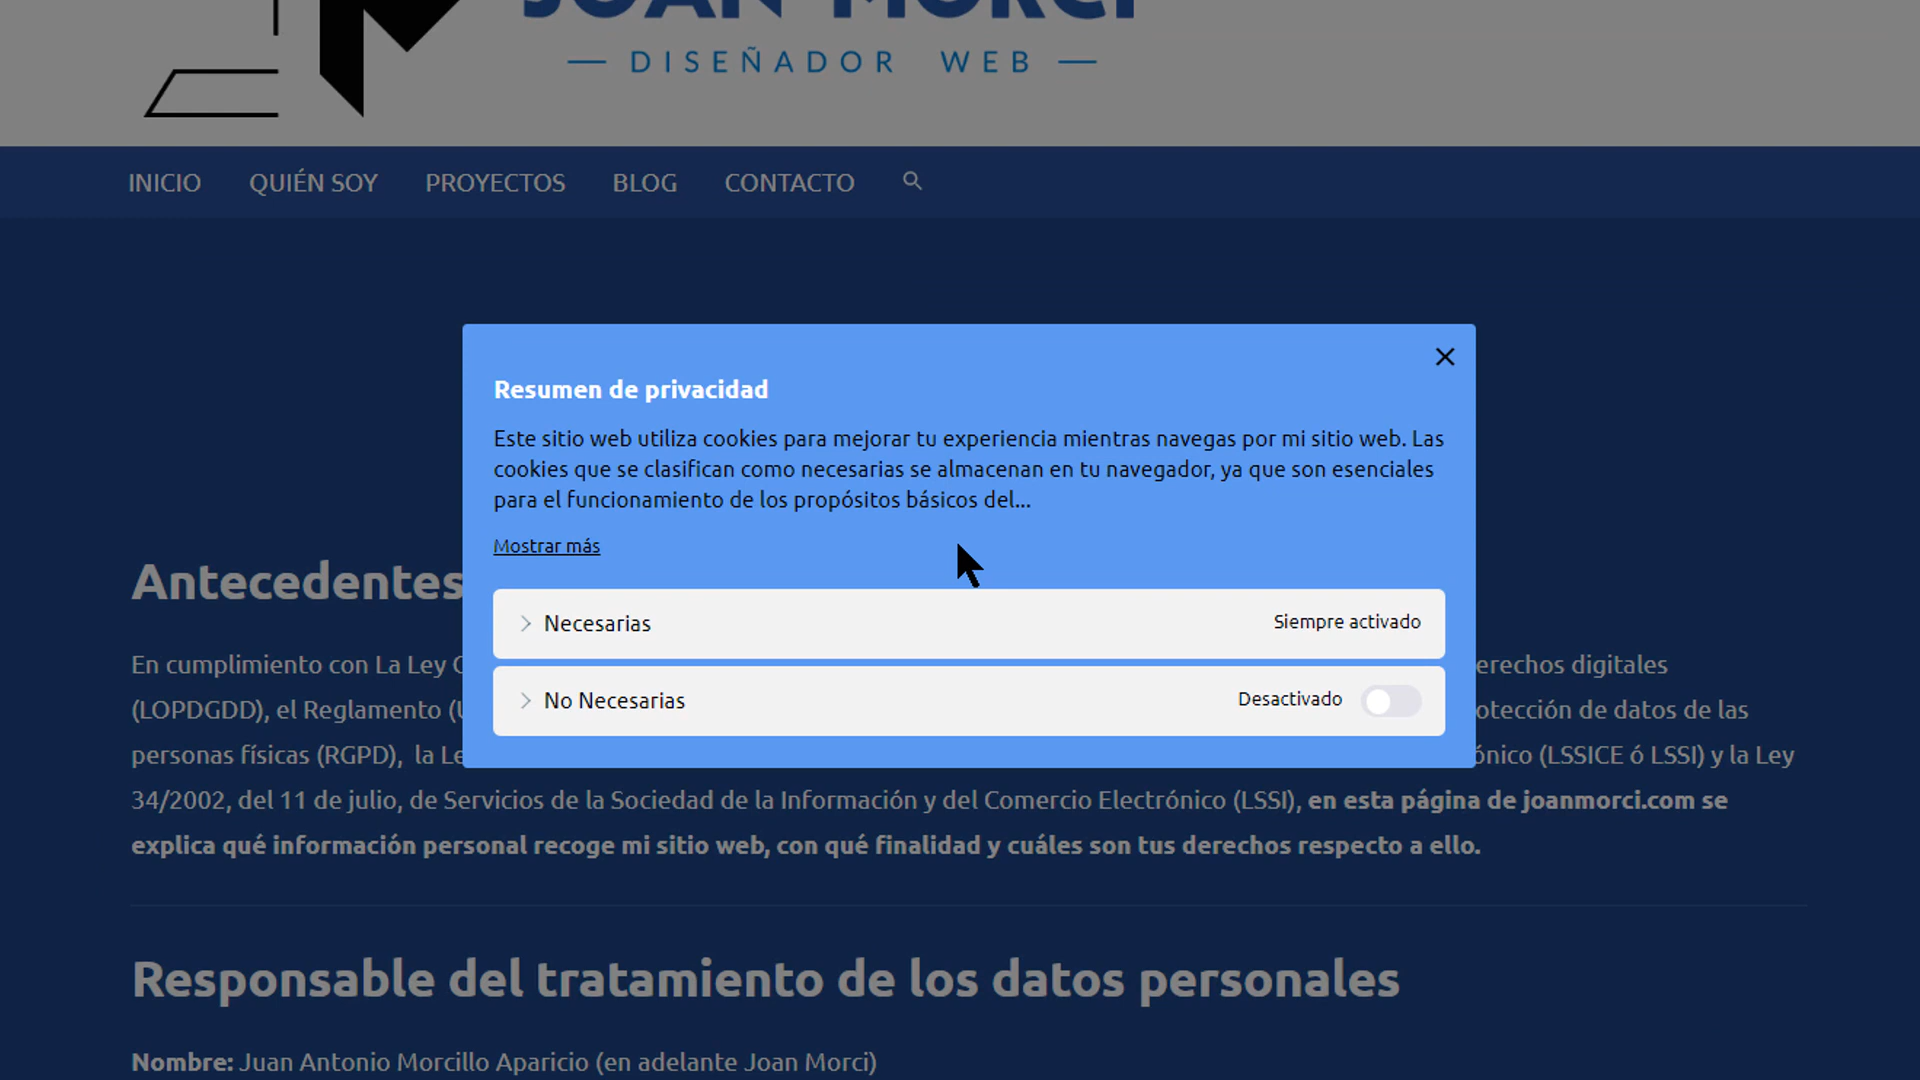 JOAN MORCI
— DISEÑADOR WEB —
INICIO QUIÉN SOY PROYECTOS BLOG CONTACTO
Resumen de privacidad
Este sitio web utiliza cookies para mejorar tu experiencia mientras navegas por mi sitio web. Las
cookies que se clasifican como necesarias se almacenan en tu navegador, ya que son esenciales
para el funcionamiento de los propósitos básicos del...
Mostrar más
Necesarias Siempre activado
No Necesarias Desactivado
Antecedentes
En cumplimiento con La Ley erechos digitales
(LOPDGDD), el Reglamento otección de datos de las
personas físicas (RGPD), la ónico (LSSICE ó LSSI) y la Ley
34/2002, del 11 de julio, de Servicios de la Sociedad de la Información y del Comercio Electrónico (LSSI), en esta página de joanmorci.com se
explica qué información personal recoge mi sitio web, con qué finalidad y cuáles son tus derechos respecto a ello.
Responsable del tratamiento de los datos personales
Nombre: Juan Antonio Morcillo Aparicio (en adelante Joan Morci)